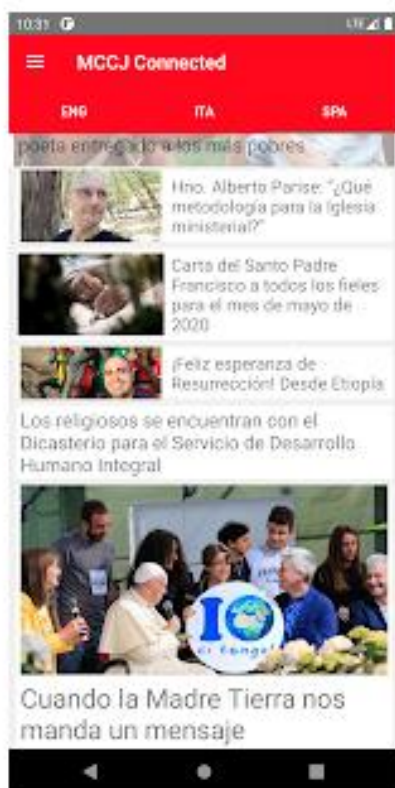 10:31
LTE
MCCJ Connected
ENG
ITA
SPA
poeta entregado a los más pobres
Hno. Alberto Parise: "¿Qué
metodología para la Iglesia
ministerial?"
Carta del Santo Padre
Francisco a todos los fieles
para el mes de mayo de
2020
¡Feliz esperanza de
Resurrección! Desde Etiopía
Los religiosos se encuentran con el
Dicasterio para el Servicio de Desarrollo
Humano Integral
IO
ci tengo!
Cuando la Madre Tierra nos
manda un mensaje